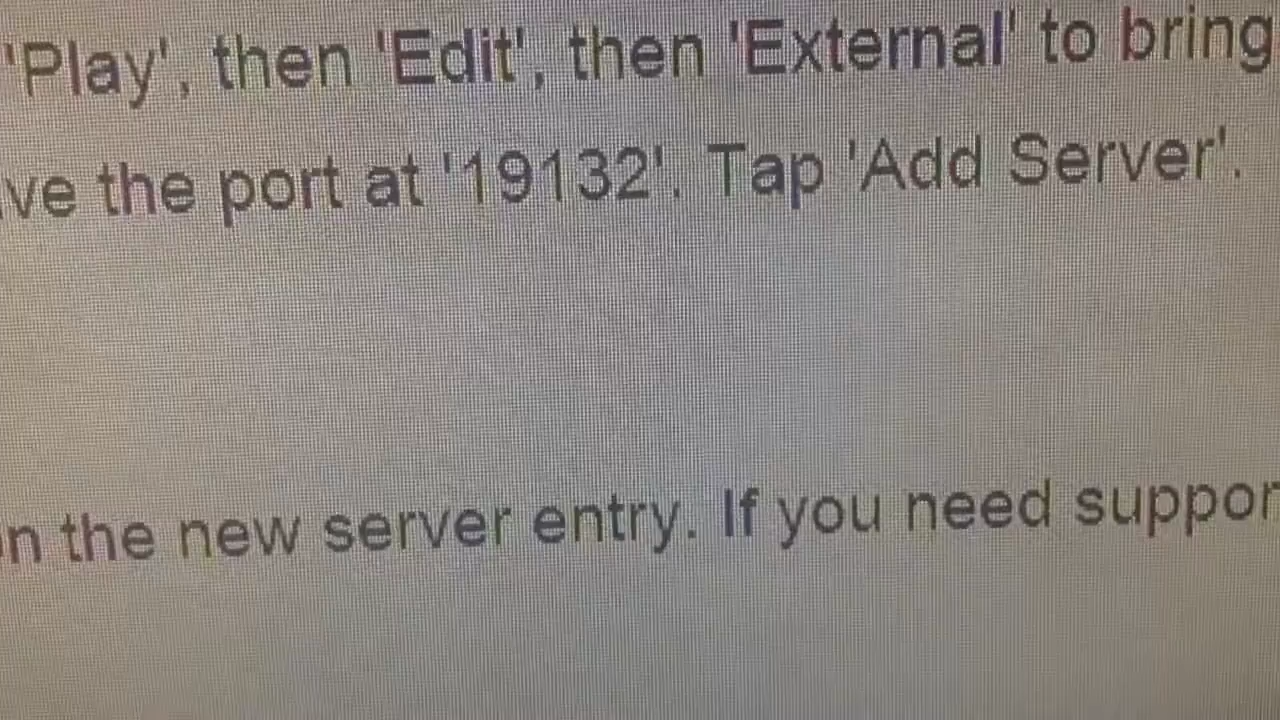 'Play', then 'Edit', then 'External' to bring
ve the port at '19132'. Tap 'Add Server'.
n the new server entry. If you need suppor